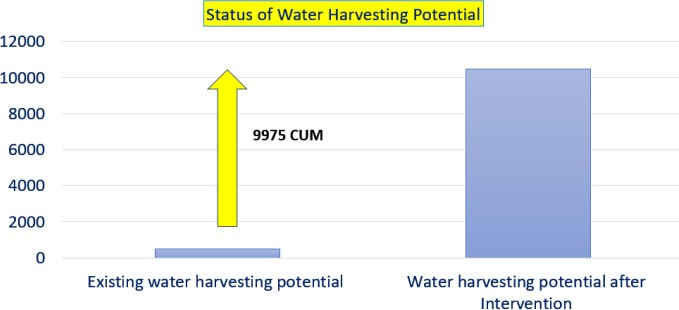 Status of Water Harvesting Potential
12000
10000
8000
6000
4000
2000
0
9975 CUM
Existing water harvesting potential
Water harvesting potential after
Intervention